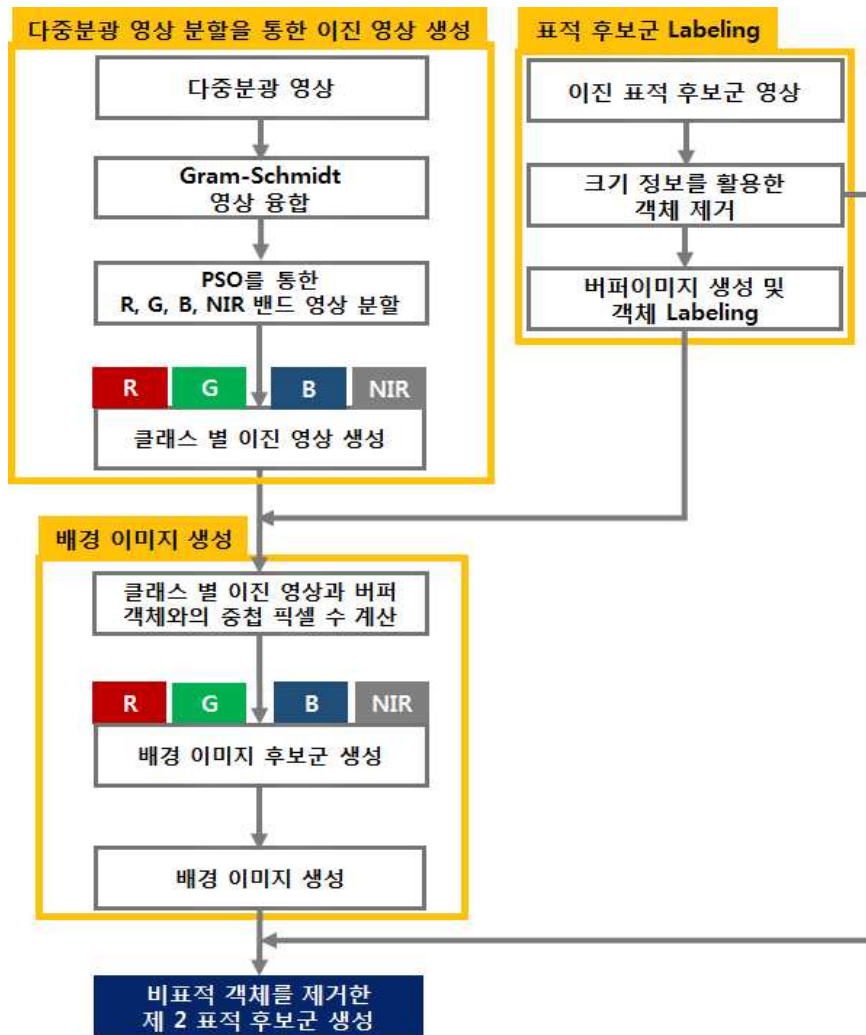 다중분광 영상 분할을 통한 이진 영상 생성
다중분광 영상
Gram-Schmidt
영상 융합
PSO를 통한
R, G, B, NIR 밴드 영상 분할
R G B NIR
클래스 별 이진 영상 생성
표적 후보군 Labeling
이진 표적 후보군 영상
크기 정보를 활용한
객체 제거
버퍼이미지 생성 및
객체 Labeling
배경 이미지 생성
클래스 별 이진 영상과 버퍼
객체와의 중첩 픽셀 수 계산
R G B NIR
배경 이미지 후보군 생성
배경 이미지 생성
비표적 객체를 제거한
제 2 표적 후보군 생성